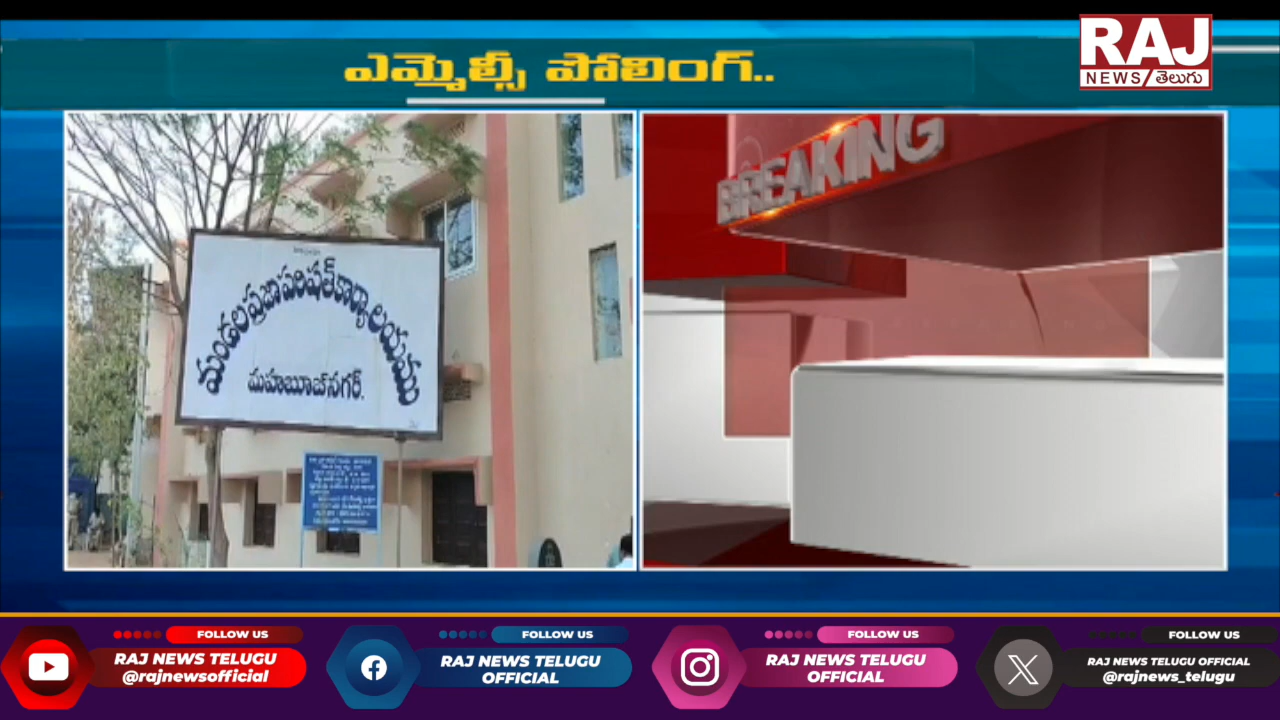 ఎమ్మెల్సీ పోలింగ్..
RAJ
NEWS తెలుగు
మండల ప్రజా పరిషత్ కార్యాలయము
మహబూబ్‌నగర్.
BREAKING
FOLLOW US
RAJ NEWS TELUGU
@rajnewsofficial
FOLLOW US
RAJ NEWS TELUGU
OFFICIAL
FOLLOW US
RAJ NEWS TELUGU
OFFICIAL
FOLLOW US
RAJ NEWS TELUGU OFFICIAL
@rajnews_telugu